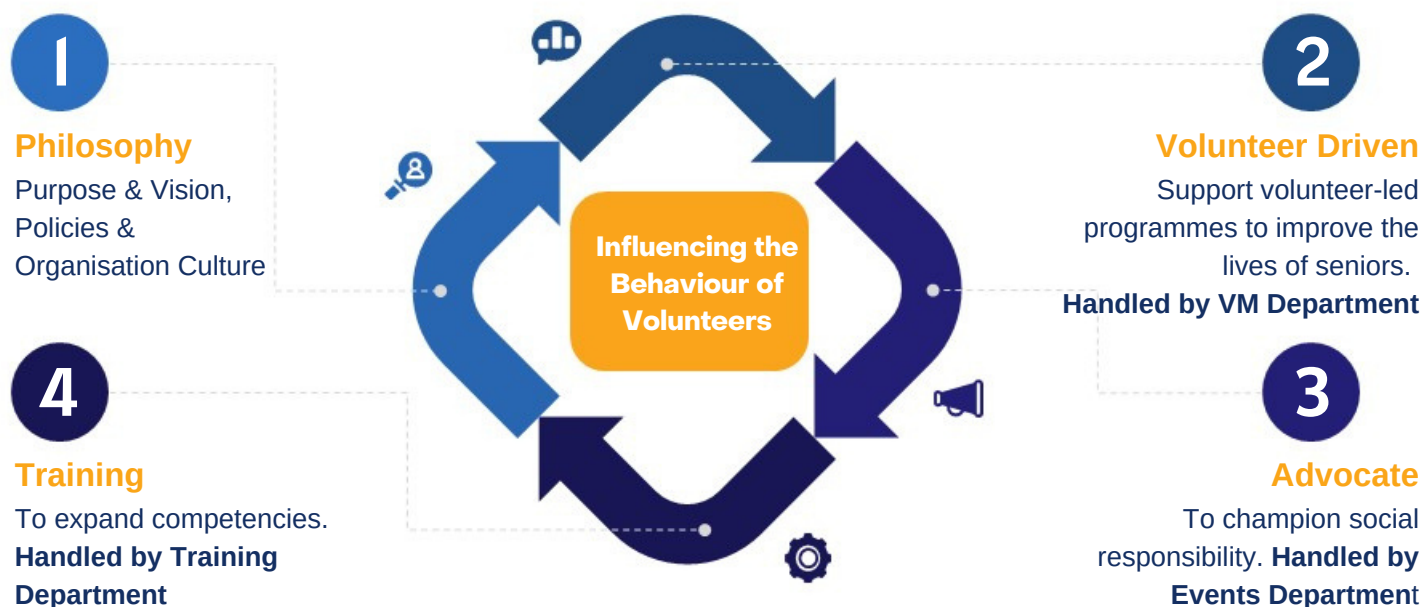 1
Philosophy
Purpose & Vision,
Policies &
Organisation Culture
2
Volunteer Driven
Support volunteer-led
programmes to improve the
lives of seniors.
Handled by VM Department
Influencing the
Behaviour of
Volunteers
3
Advocate
To champion social
responsibility. Handled by
Events Department
4
Training
To expand competencies.
Handled by Training
Department